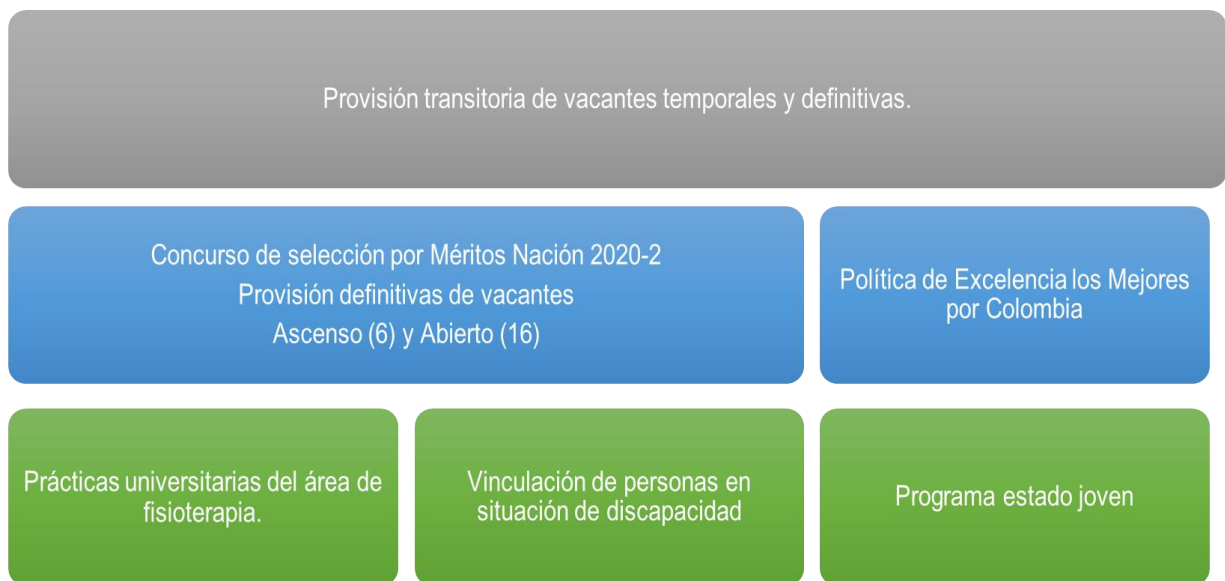 Provisión transitoria de vacantes temporales y definitivas.
Concurso de selección por Méritos Nación 2020-2
Provisión definitivas de vacantes
Ascenso (6) y Abierto (16)
Política de Excelencia los Mejores
por Colombia
Prácticas universitarias del área de
fisioterapia.
Vinculación de personas en
situación de discapacidad
Programa estado joven